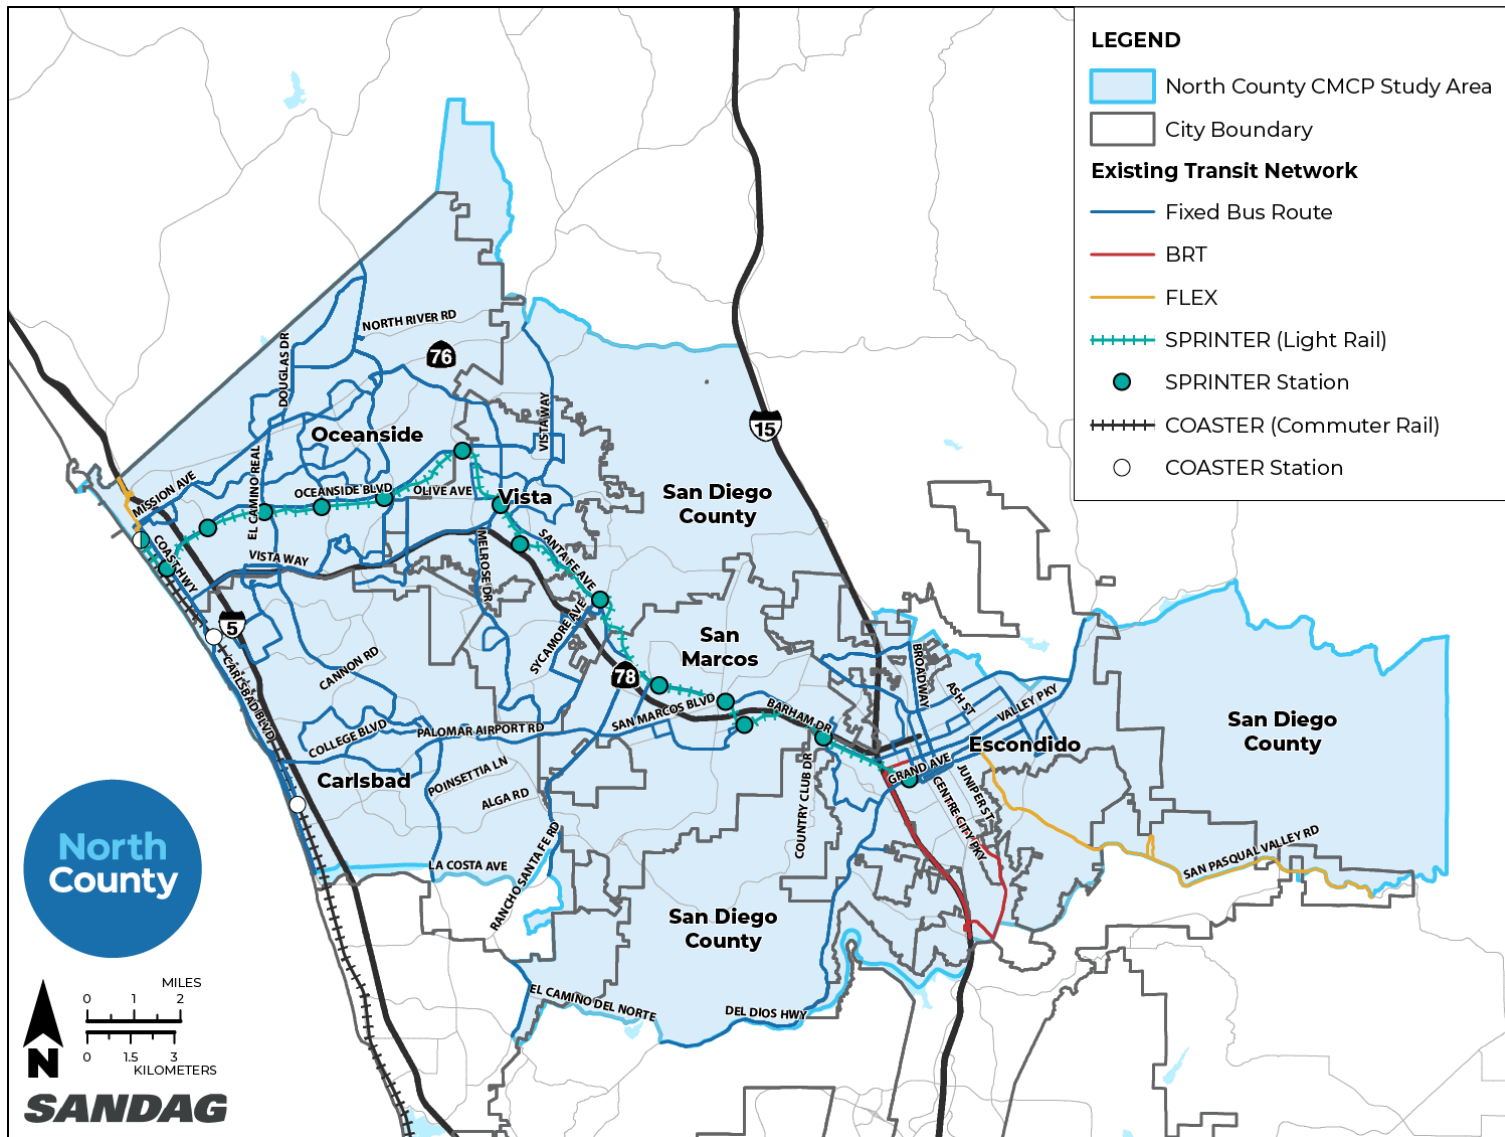 LEGEND
North County CMCP Study Area
City Boundary
Existing Transit Network
Fixed Bus Route
BRT
FLEX
SPRINTER (Light Rail)
SPRINTER Station
COASTER (Commuter Rail)
COASTER Station
NORTH RIVER RD
76
DOUGLAS DR
VISTA WAY
15
Oceanside
MISSION AVE
EL CAMINO REAL
OCEANSIDE BLVD
OLIVE AVE
Vista
San Diego
County
COAST HWY
VISTA WAY
MELROSE DR
SANTA FE AVE
SYCAMORE AVE
5
San
Marcos
78
CANNON RD
CARLSBAD BLVD
COLLEGE BLVD
PALOMAR AIRPORT RD
SAN MARCOS BLVD
BARHAM DR
BROADWAY
ASH ST
VALLEY PKY
Escondido
San Diego
County
Carlsbad
POINSETTIA LN
ALGA RD
COUNTRY CLUB DR
GRAND AVE
JUNIPER ST
CENTRE CITY PKY
SAN PASQUAL VALLEY RD
LA COSTA AVE
RANCHO SANTA FE RD
San Diego
County
EL CAMINO DEL NORTE
DEL DIOS HWY
North
County
MILES
0 1 2
0 1.5 3
KILOMETERS
N
SANDAG